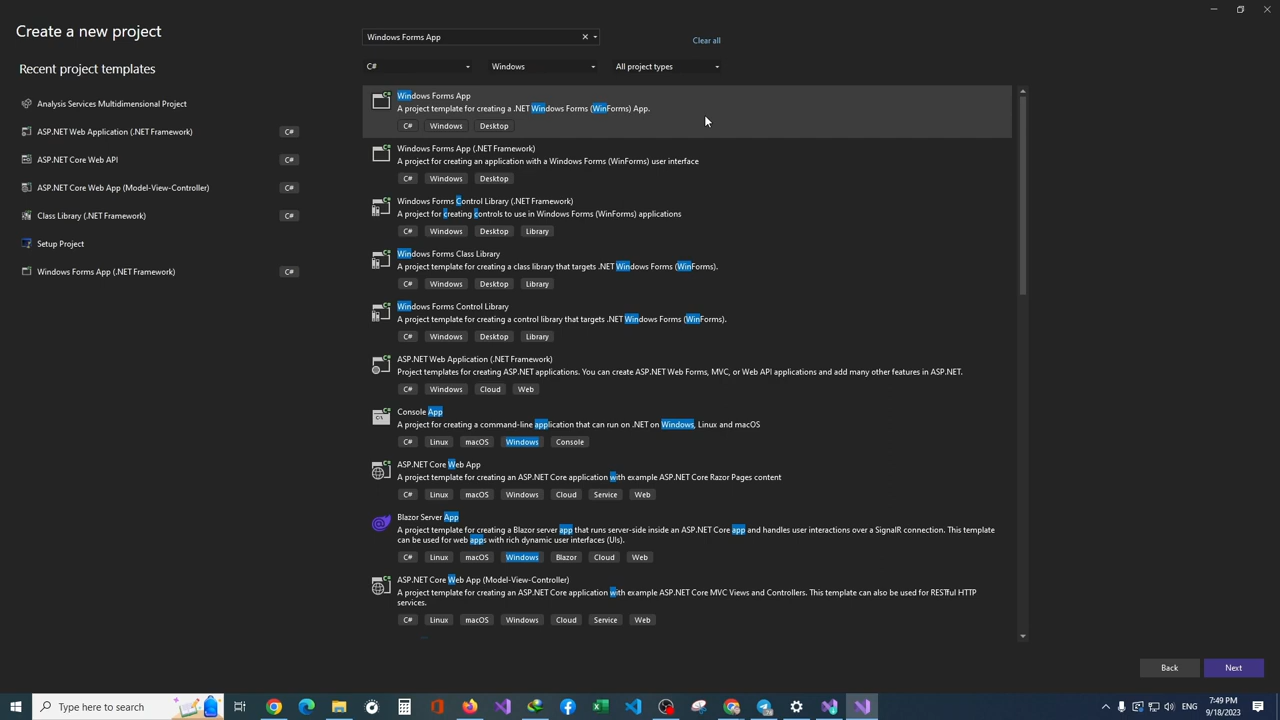 Create a new project
Windows Forms App
Clear all
Recent project templates
C#
Windows
All project types
Analysis Services Multidimensional Project
ASP.NET Web Application (.NET Framework)
C#
ASP.NET Core Web API
C#
ASP.NET Core Web App (Model-View-Controller)
C#
Class Library (.NET Framework)
C#
Setup Project
Windows Forms App (.NET Framework)
C#
Windows Forms App
A project template for creating a .NET Windows Forms (WinForms) App.
C# Windows Desktop
Windows Forms App (.NET Framework)
A project for creating an application with a Windows Forms (WinForms) user interface
C# Windows Desktop
Windows Forms Control Library (.NET Framework)
A project for creating controls to use in Windows Forms (WinForms) applications
C# Windows Desktop Library
Windows Forms Class Library
A project template for creating a class library that targets .NET Windows Forms (WinForms).
C# Windows Desktop Library
Windows Forms Control Library
A project template for creating a control library that targets .NET Windows Forms (WinForms).
C# Windows Desktop Library
ASP.NET Web Application (.NET Framework)
Project templates for creating ASP.NET applications. You can create ASP.NET Web Forms, MVC, or Web API applications and add many other features in ASP.NET.
C# Windows Cloud Web
Console App
A project for creating a command-line application that can run on .NET on Windows, Linux and macOS
C# Linux macOS Windows Console
ASP.NET Core Web App
A project template for creating an ASP.NET Core application with example ASP.NET Core Razor Pages content
C# Linux macOS Windows Cloud Service Web
Blazor Server App
A project template for creating a Blazor server app that runs server-side inside an ASP.NET Core app and handles user interactions over a SignalR connection. This template
can be used for web apps with rich dynamic user interfaces (UIs).
C# Linux macOS Windows Blazor Cloud Web
ASP.NET Core Web App (Model-View-Controller)
A project template for creating an ASP.NET Core application with example ASP.NET Core MVC Views and Controllers. This template can also be used for RESTful HTTP
services.
C# Linux macOS Windows Cloud Service Web
Back
Next
Type here to search
ENG
7:49 PM
9/18/2023